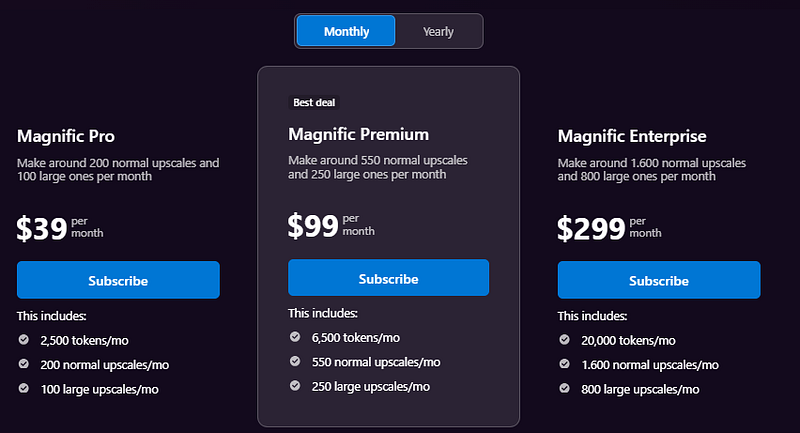 Monthly
Yearly
Magnific Pro
Make around 200 normal upscales and
100 large ones per month
$39 per
month
Subscribe
This includes:
2,500 tokens/mo
200 normal upscales/mo
100 large upscales/mo
Best deal
Magnific Premium
Make around 550 normal upscales
and 250 large ones per month
$99 per
month
Subscribe
This includes:
6,500 tokens/mo
550 normal upscales/mo
250 large upscales/mo
Magnific Enterprise
Make around 1.600 normal upscales
and 800 large ones per month
$299 per
month
Subscribe
This includes:
20,000 tokens/mo
1.600 normal upscales/mo
800 large upscales/mo